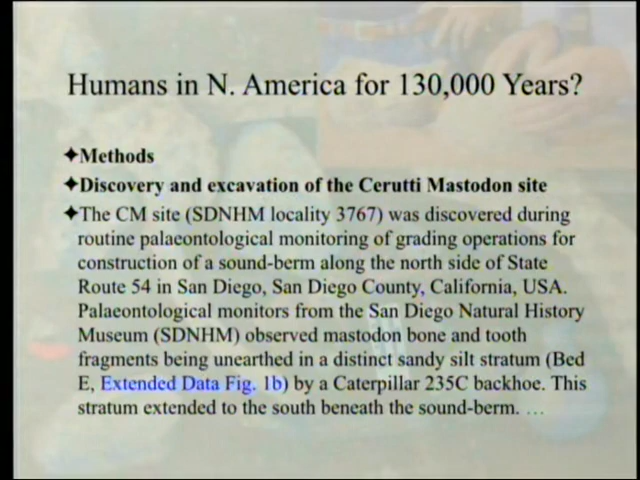 Humans in N. America for 130,000 Years?
✦Methods
✦Discovery and excavation of the Cerutti Mastodon site
✦The CM site (SDNHM locality 3767) was discovered during
routine palaeontological monitoring of grading operations for
construction of a sound-berm along the north side of State
Route 54 in San Diego, San Diego County, California, USA.
Palaeontological monitors from the San Diego Natural History
Museum (SDNHM) observed mastodon bone and tooth
fragments being unearthed in a distinct sandy silt stratum (Bed
E, Extended Data Fig. 1b) by a Caterpillar 235C backhoe. This
stratum extended to the south beneath the sound-berm. …